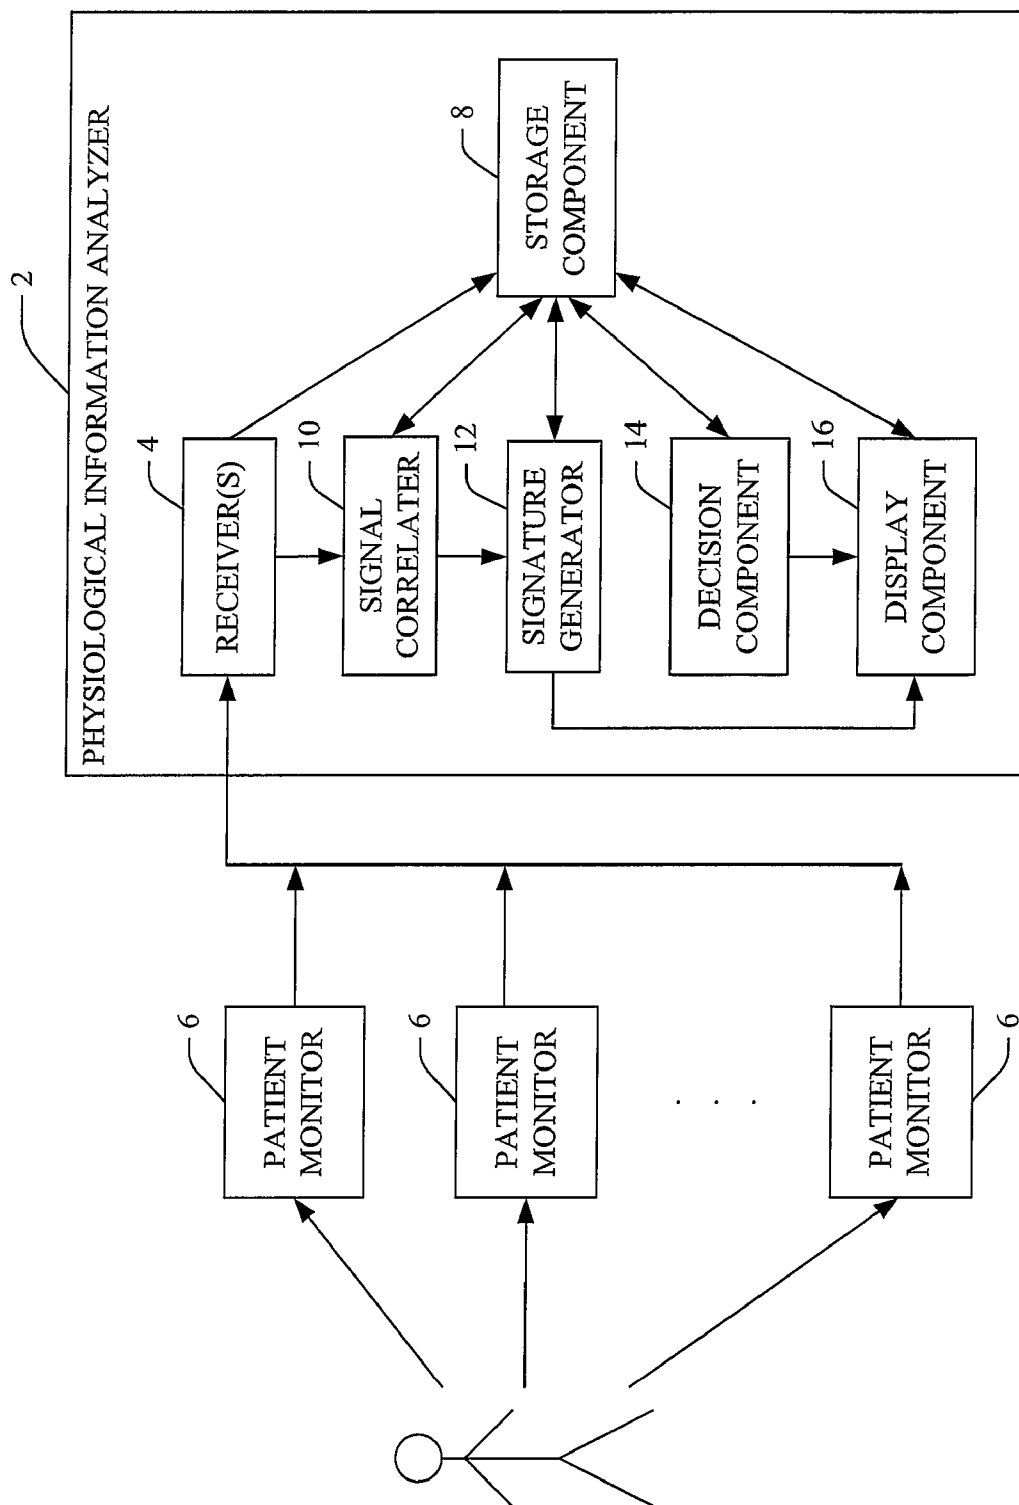 2
PHYSIOLOGICAL INFORMATION ANALYZER
6
PATIENT
MONITOR
6
PATIENT
MONITOR
. . .
6
PATIENT
MONITOR
4
RECEIVER(S)
10
SIGNAL
CORRELATER
12
SIGNATURE
GENERATOR
14
DECISION
COMPONENT
16
DISPLAY
COMPONENT
8
STORAGE
COMPONENT